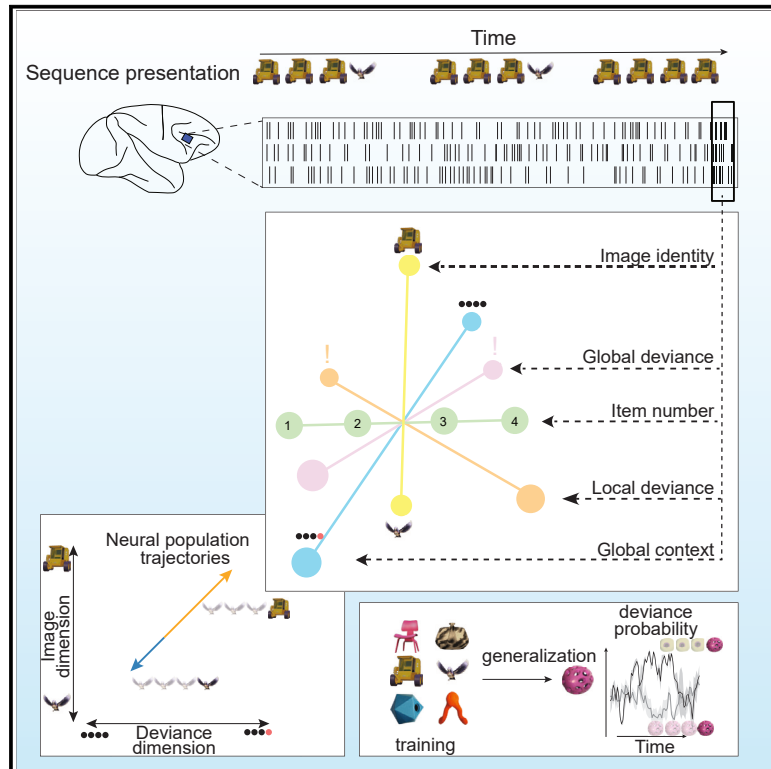 Time
Sequence presentation
Image identity
!
!
Global deviance
Item number
1
2
3
4
Local deviance
Global context
Neural population
trajectories
Image
dimension
Deviance
dimension
generalization
training
deviance
probability
Time